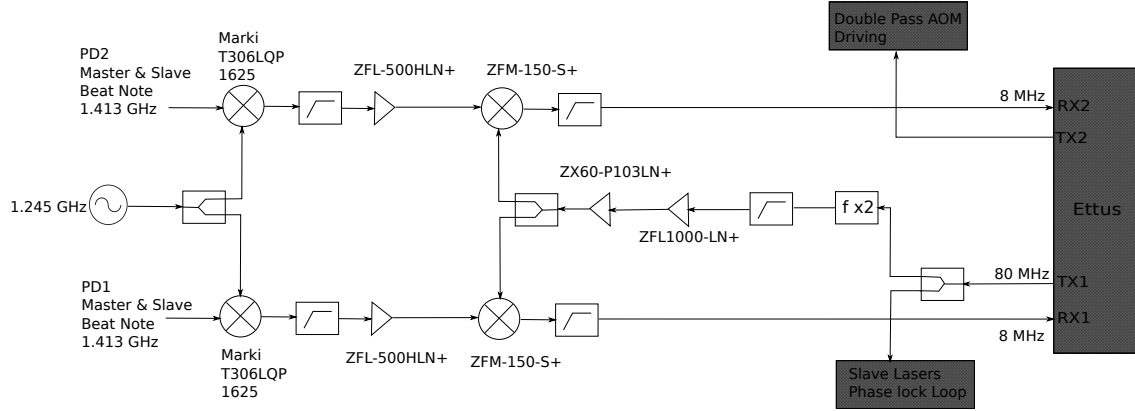 Double Pass AOM
Driving
Marki
T306LQP
1625
PD2
Master & Slave
Beat Note
1.413 GHz
ZFL-500HLN+
ZFM-150-S+
8 MHz
RX2
TX2
ZX60-P103LN+
1.245 GHz
f x2
Ettus
ZFL1000-LN+
80 MHz
TX1
PD1
Master & Slave
Beat Note
1.413 GHz
RX1
8 MHz
Marki
T306LQP
1625
ZFL-500HLN+
ZFM-150-S+
Slave Lasers
Phase lock Loop